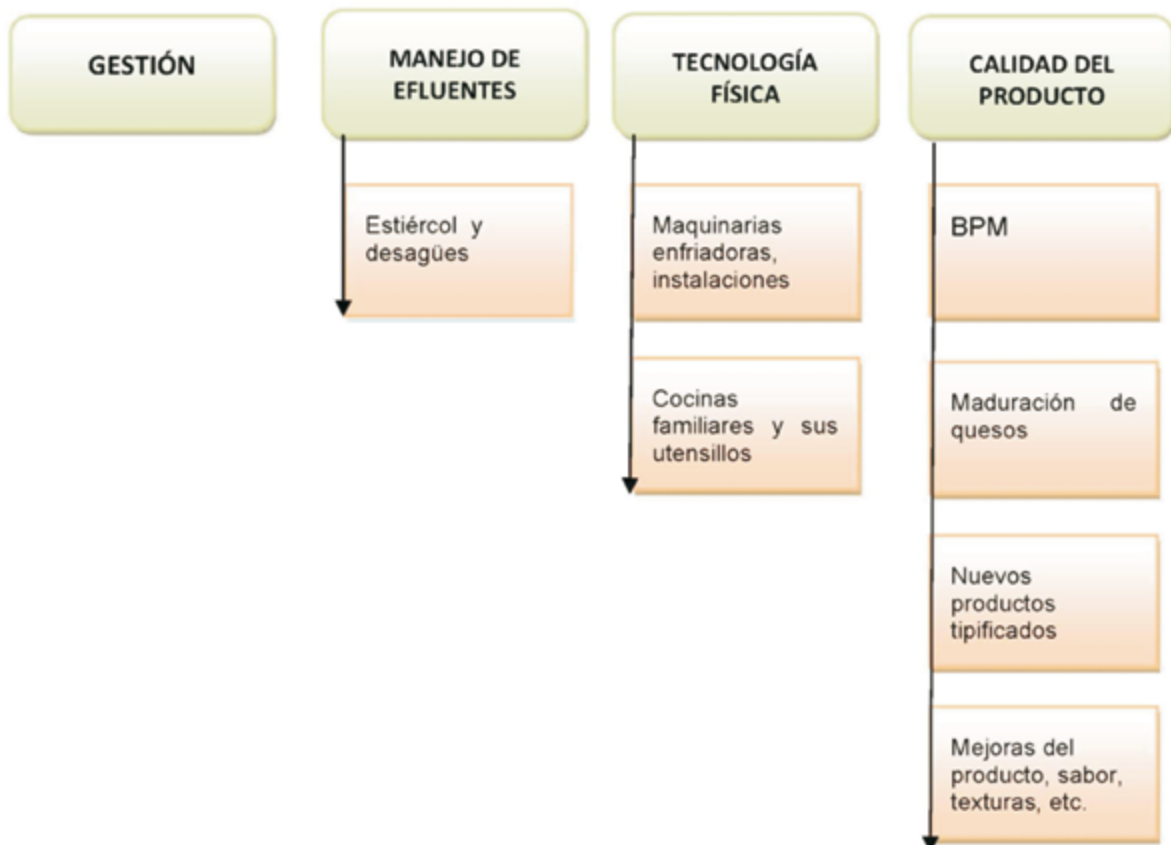 GESTIÓN
MANEJO DE
EFLUENTES
Estiércol y
desagües
TECNOLOGÍA
FÍSICA
Maquinarias
enfriadoras,
instalaciones
Cocinas
familiares y sus
utensillos
CALIDAD DEL
PRODUCTO
BPM
Maduración de
quesos
Nuevos
productos
tipificados
Mejoras del
producto, sabor,
texturas, etc.